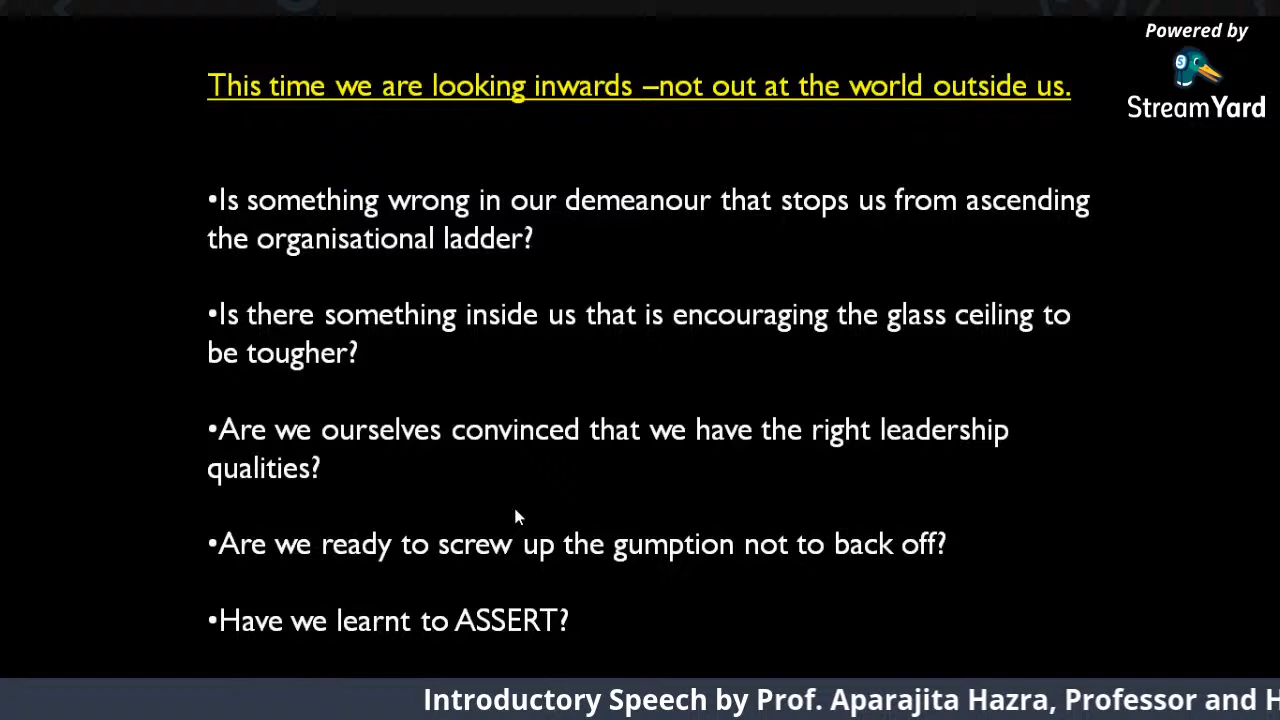 Powered by
StreamYard
This time we are looking inwards –not out at the world outside us.
•Is something wrong in our demeanour that stops us from ascending
the organisational ladder?
•Is there something inside us that is encouraging the glass ceiling to
be tougher?
•Are we ourselves convinced that we have the right leadership
qualities?
•Are we ready to screw up the gumption not to back off?
•Have we learnt to ASSERT?
Introductory Speech by Prof. Aparajita Hazra, Professor and H